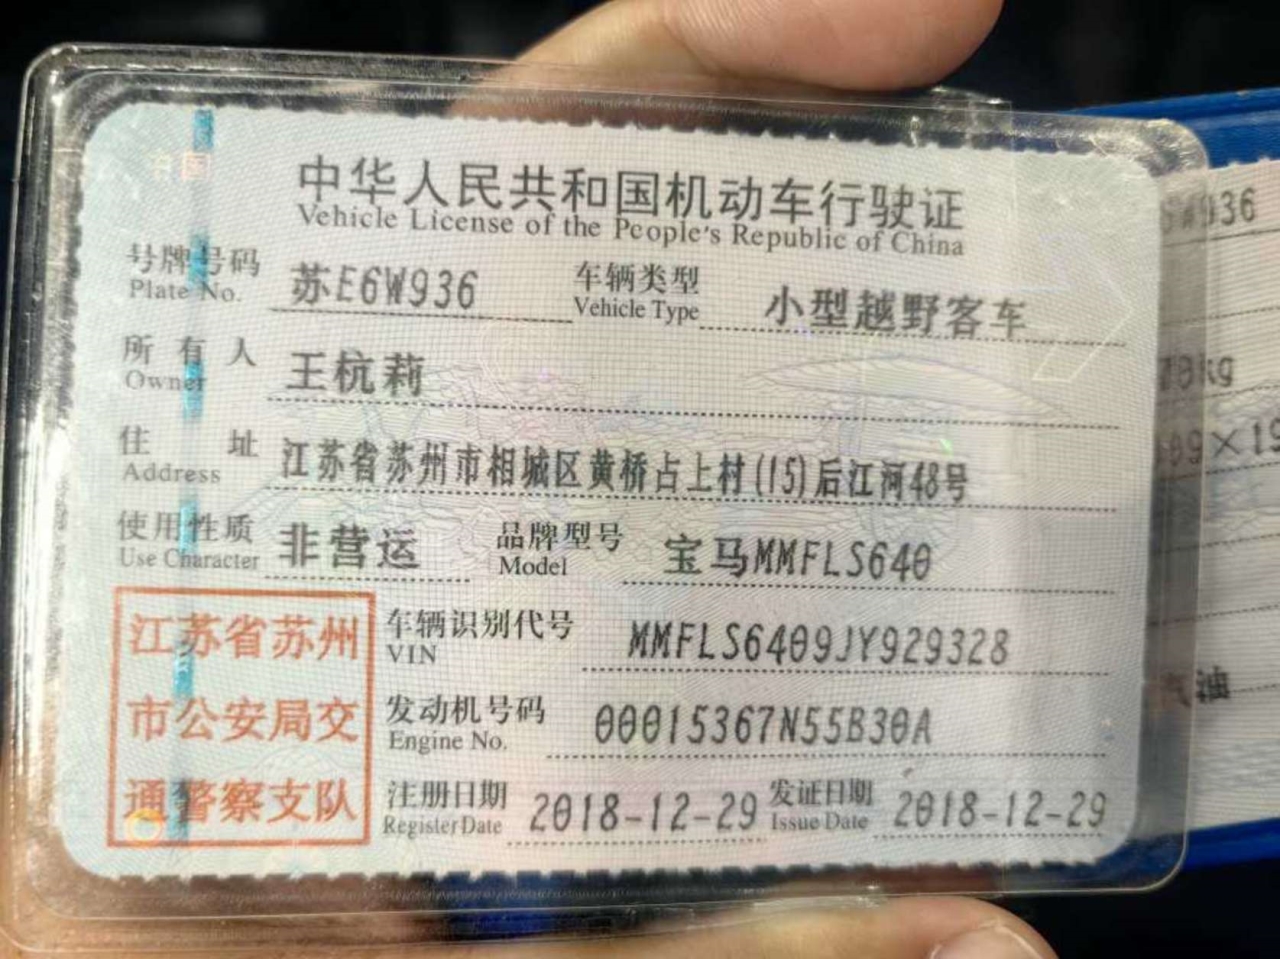 中华人民共和国机动车行驶证
Vehicle License of the People's Republic of China
号牌号码 苏E6W936 车辆类型 小型越野客车
Plate No. Vehicle Type
所有人 王杭莉
Owner
住址 江苏省苏州市相城区黄桥占上村(15)后江河48号
Address
使用性质 非营运 品牌型号 宝马MMFLS640
Use Character Model
江苏省苏州
市公安局交
通警察支队
车辆识别代号 MMFLS6409JY929328
VIN
发动机号码 00015367N55B30A
Engine No.
注册日期 2018-12-29 发证日期 2018-12-29
Register Date Issue Date
936
kg